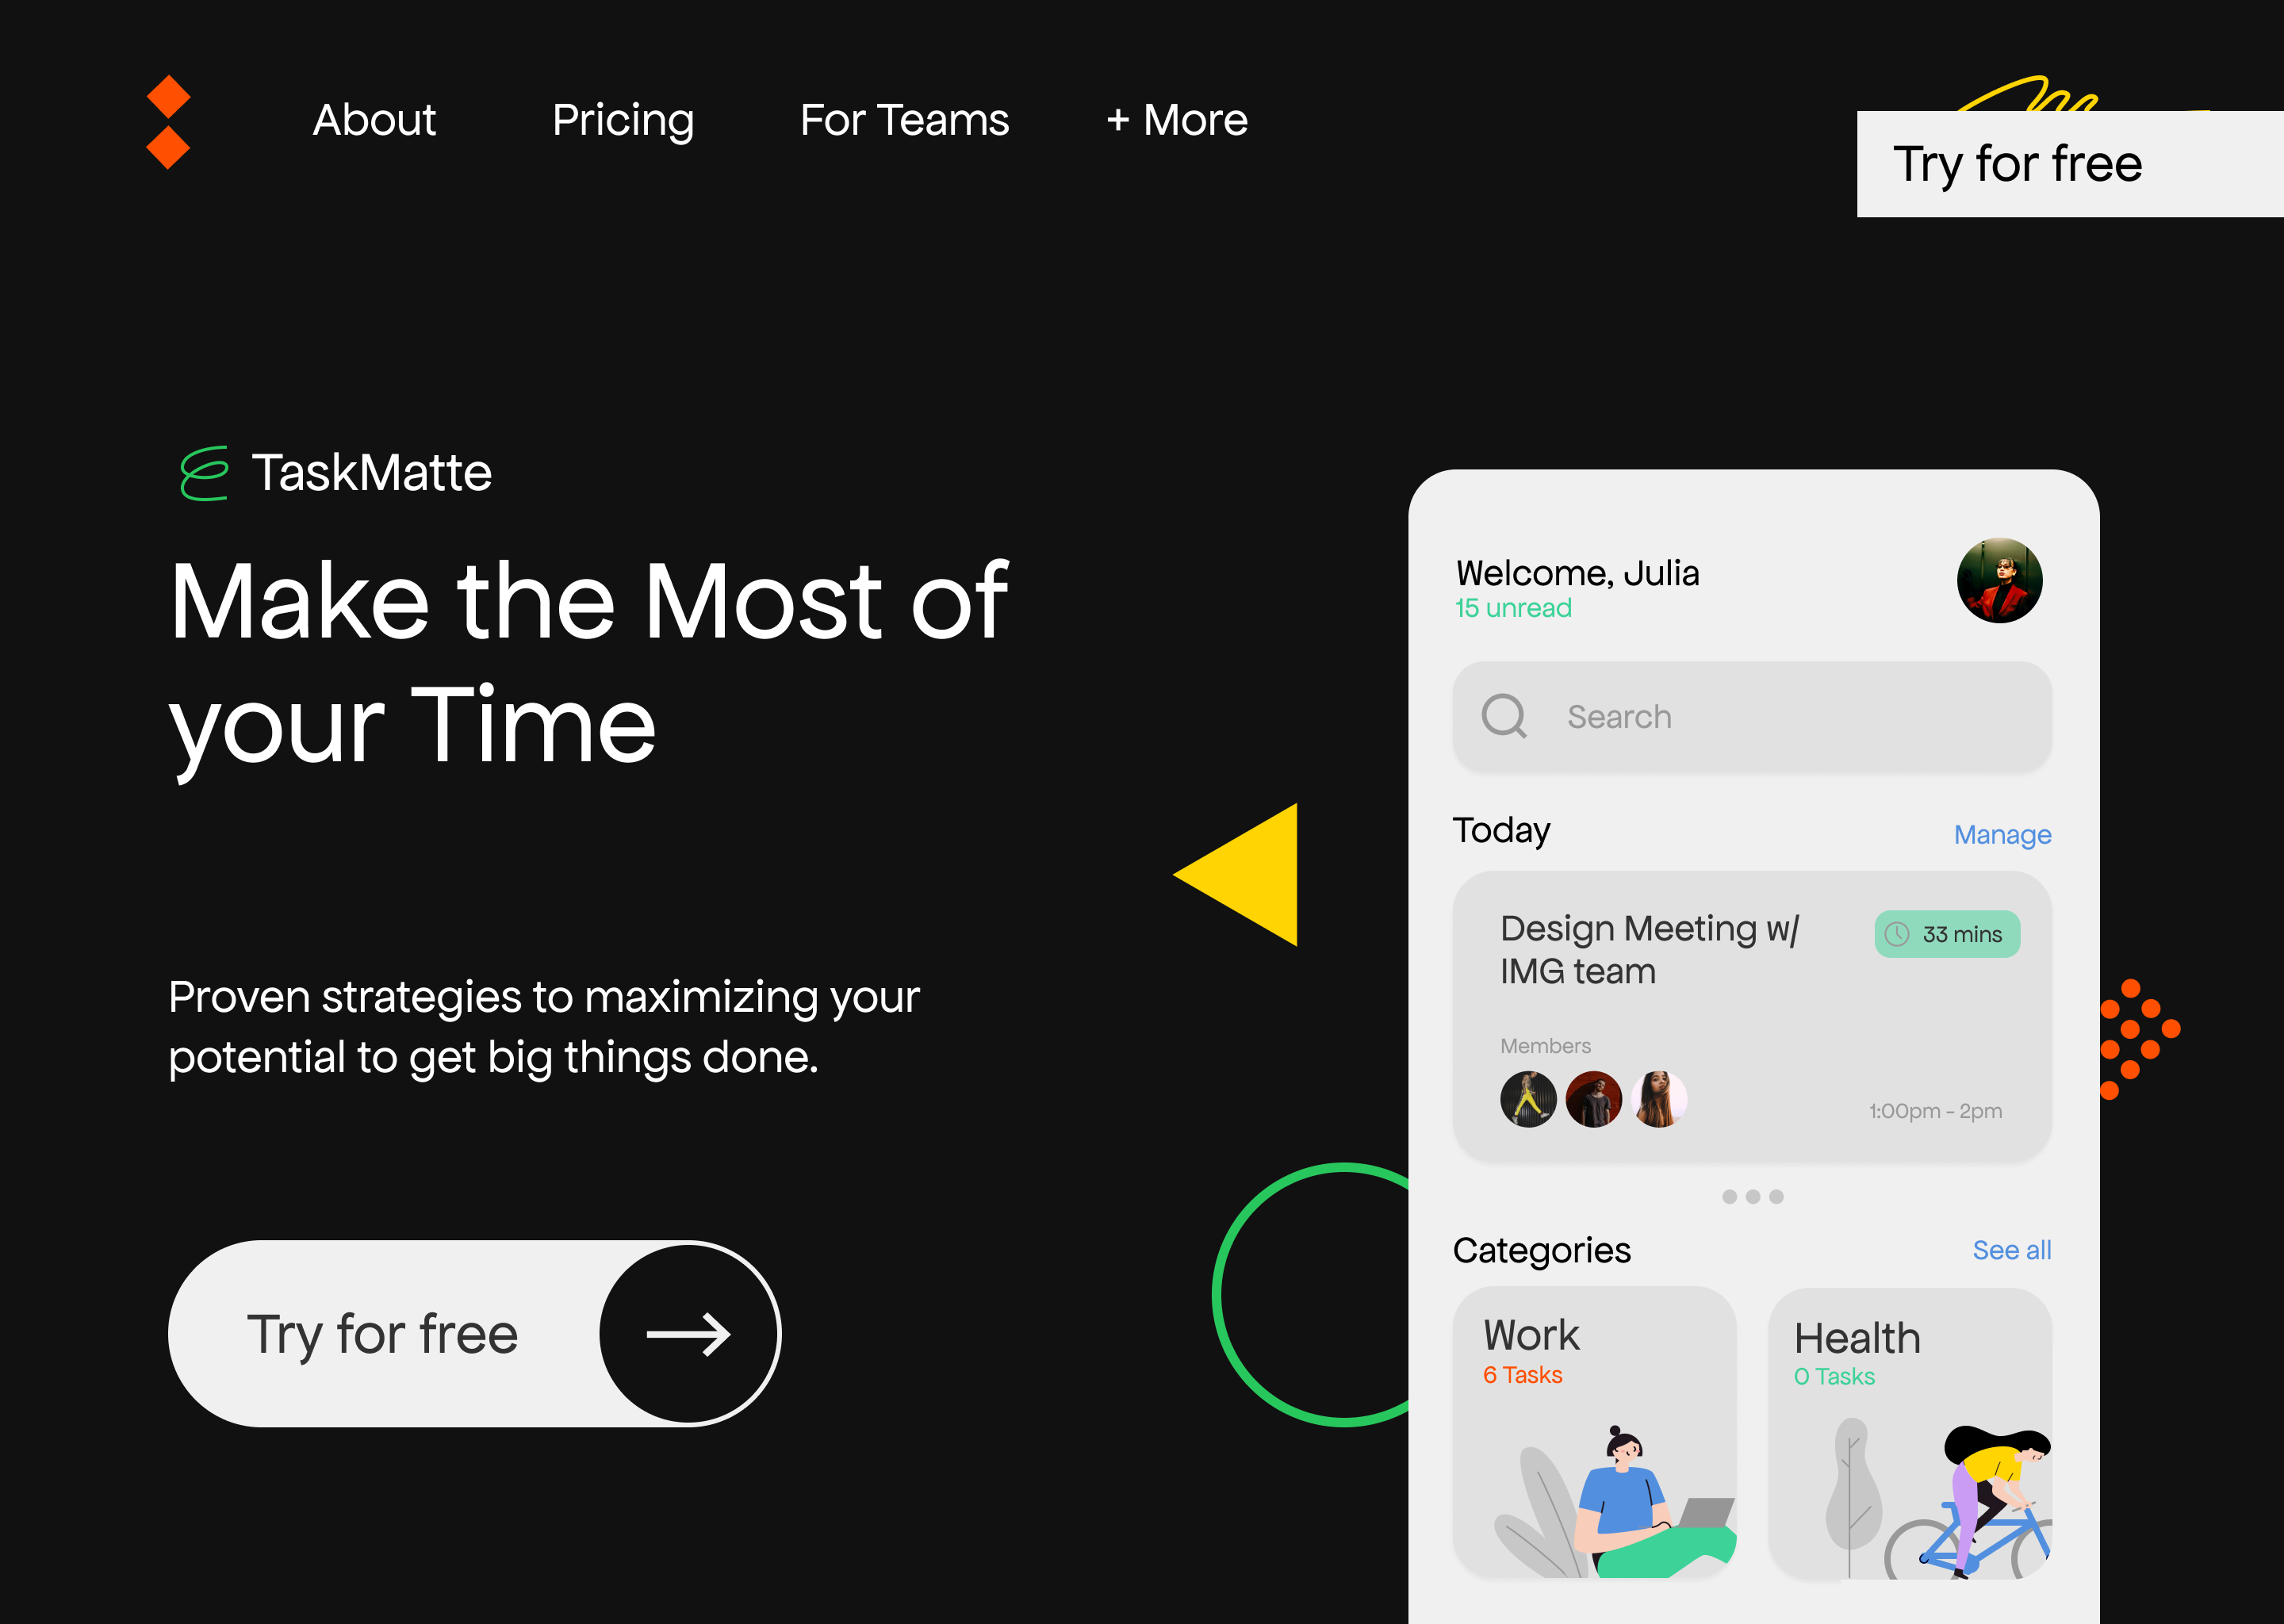 About
Pricing
For Teams
+ More
Try for free
TaskMatte
Make the Most of
your Time
Proven strategies to maximizing your
potential to get big things done.
Try for free
Welcome, Julia
15 unread
Search
Today
Manage
Design Meeting w/
IMG team
33 mins
Members
1:00pm - 2pm
Categories
See all
Work
6 Tasks
Health
0 Tasks